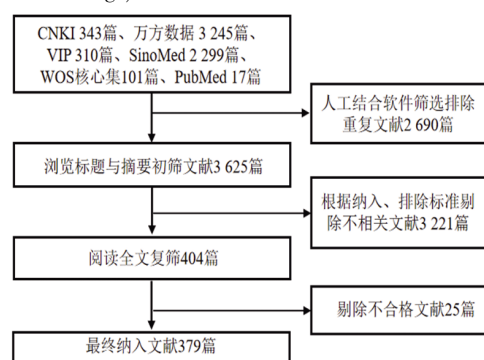 CNKI 343篇、万方数据 3 245篇、
VIP 310篇、SinoMed 2 299篇、
WOS核心集101篇、PubMed 17篇
人工结合软件筛选排除
重复文献2 690篇
浏览标题与摘要初筛文献3 625篇
根据纳入、排除标准剔
除不相关文献3 221篇
阅读全文复筛404篇
剔除不合格文献25篇
最终纳入文献379篇